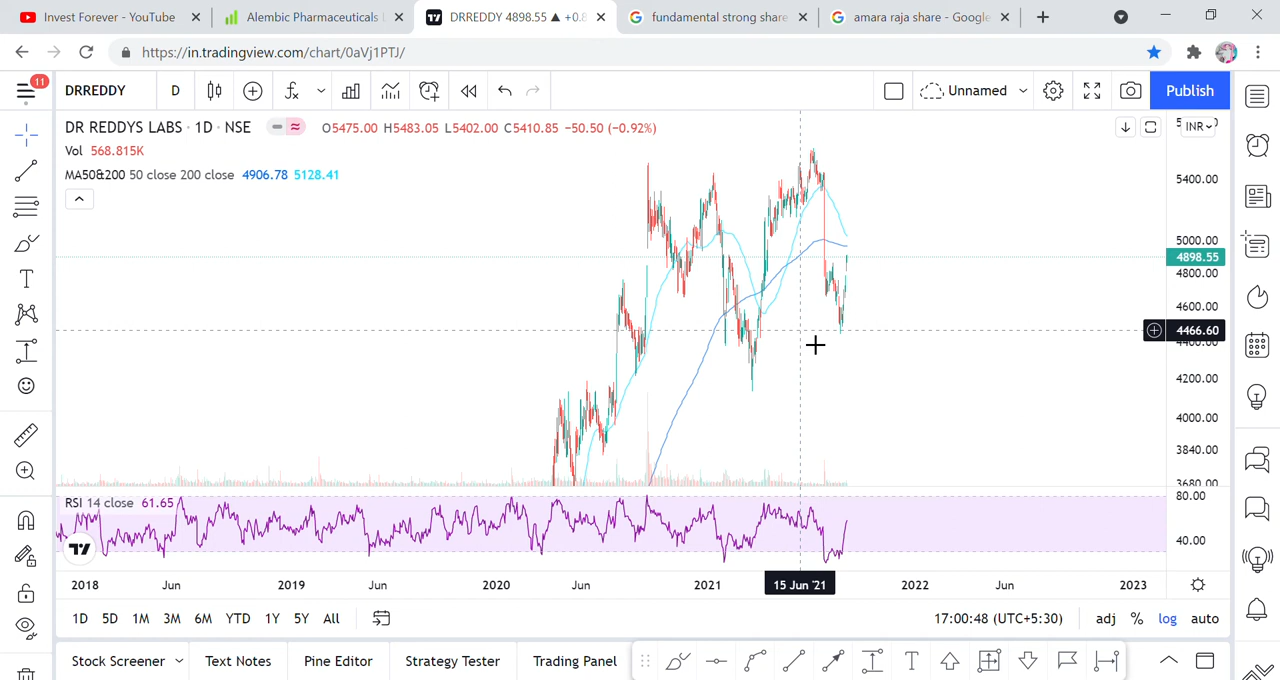 Invest Forever - YouTube
Alembic Pharmaceuticals L
DRREDDY 4898.55 ▲ +0.8
fundamental strong share
amara raja share - Google
https://in.tradingview.com/chart/0aVj1PTJ/
11
DRREDDY
D
Unnamed
Publish
DR REDDYS LABS · 1D · NSE
O5475.00 H5483.05 L5402.00 C5410.85 −50.50 (−0.92%)
INR
Vol 568.815K
MA50&200 50 close 200 close 4906.78 5128.41
5400.00
5000.00
4898.55
4800.00
4600.00
4466.60
4400.00
4200.00
4000.00
3840.00
3680.00
RSI 14 close 61.65
80.00
40.00
2018 Jun 2019 Jun 2020 Jun 2021 15 Jun '21 2022 Jun 2023
1D 5D 1M 3M 6M YTD 1Y 5Y All
17:00:48 (UTC+5:30) adj % log auto
Stock Screener Text Notes Pine Editor Strategy Tester Trading Panel